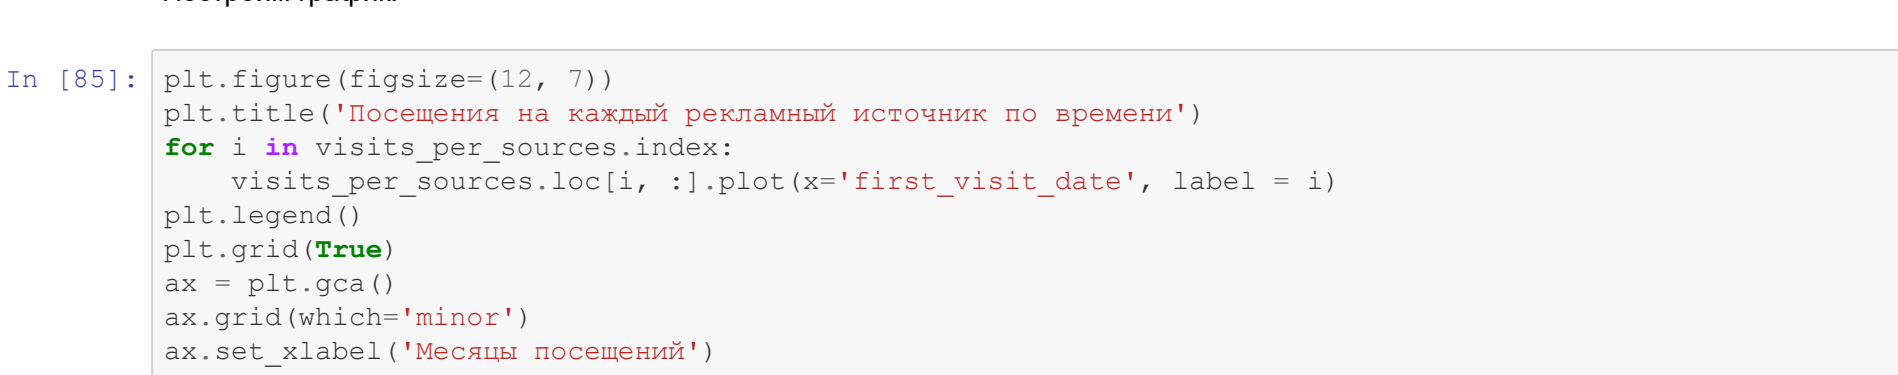 Построим график.
In [85]: plt.figure(figsize=(12, 7))
plt.title('Посещения на каждый рекламный источник по времени')
for i in visits_per_sources.index:
    visits_per_sources.loc[i, :].plot(x='first_visit_date', label = i)
plt.legend()
plt.grid(True)
ax = plt.gca()
ax.grid(which='minor')
ax.set_xlabel('Месяцы посещений')